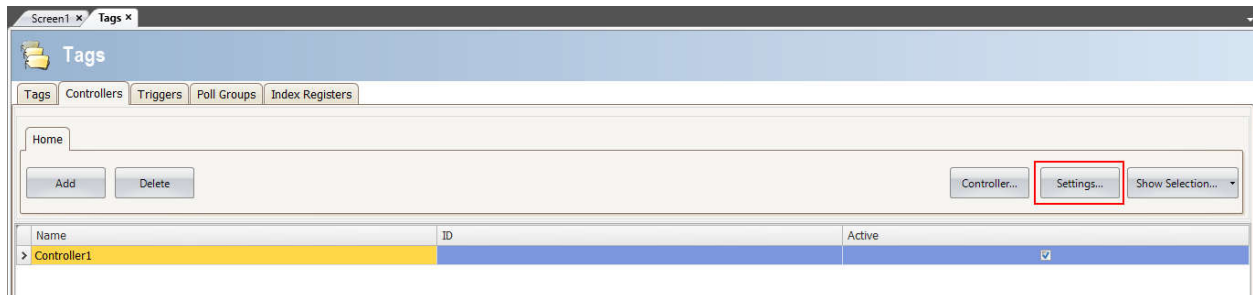 Screen1 × Tags ×
Tags
Tags Controllers Triggers Poll Groups Index Registers
Home
Add Delete Controller... Settings... Show Selection...
Name ID Active
Controller1